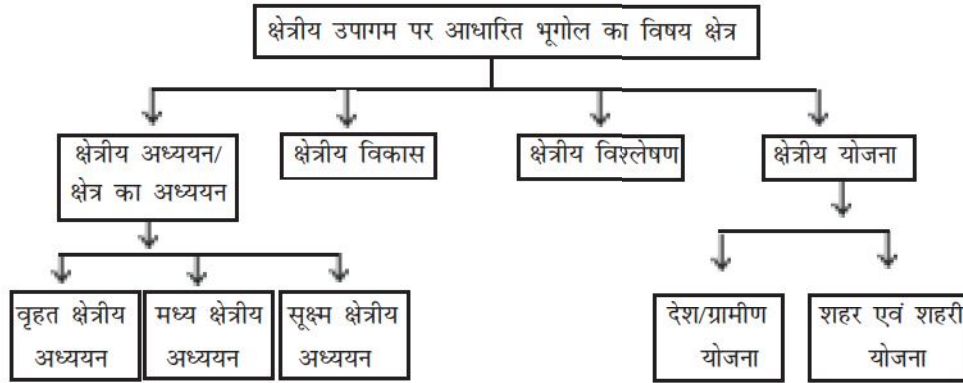 क्षेत्रीय उपागम पर आधारित भूगोल का विषय क्षेत्र
क्षेत्रीय अध्ययन/
क्षेत्र का अध्ययन
क्षेत्रीय विकास
क्षेत्रीय विश्लेषण
क्षेत्रीय योजना
वृहत क्षेत्रीय
अध्ययन
मध्य क्षेत्रीय
अध्ययन
सूक्ष्म क्षेत्रीय
अध्ययन
देश/ग्रामीण
योजना
शहर एवं शहरी
योजना